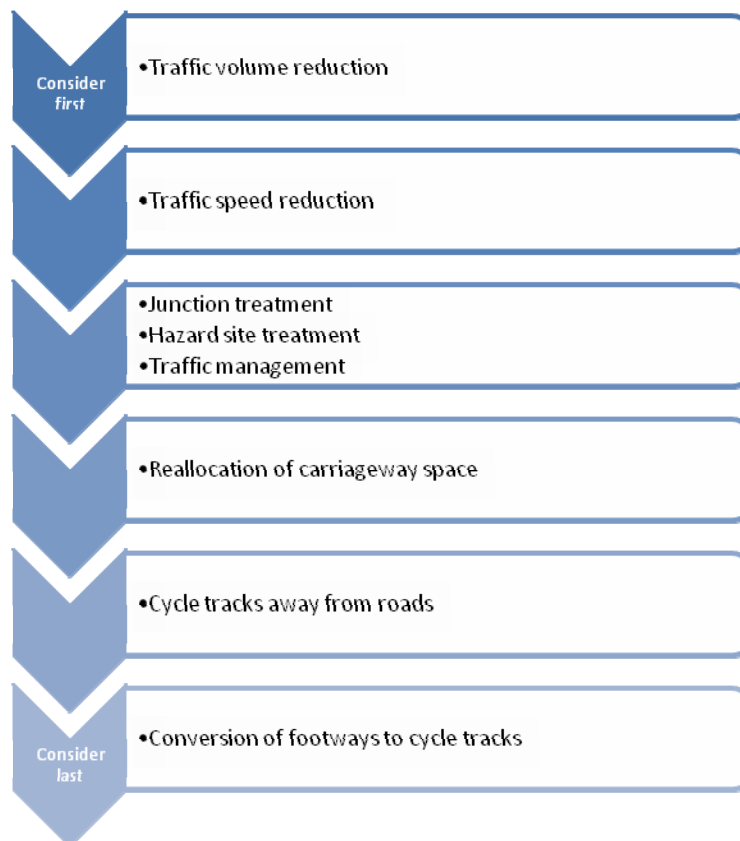 Consider
first
•Traffic volume reduction
•Traffic speed reduction
•Junction treatment
•Hazard site treatment
•Traffic management
•Reallocation of carriageway space
•Cycle tracks away from roads
Consider
last
•Conversion of footways to cycle tracks